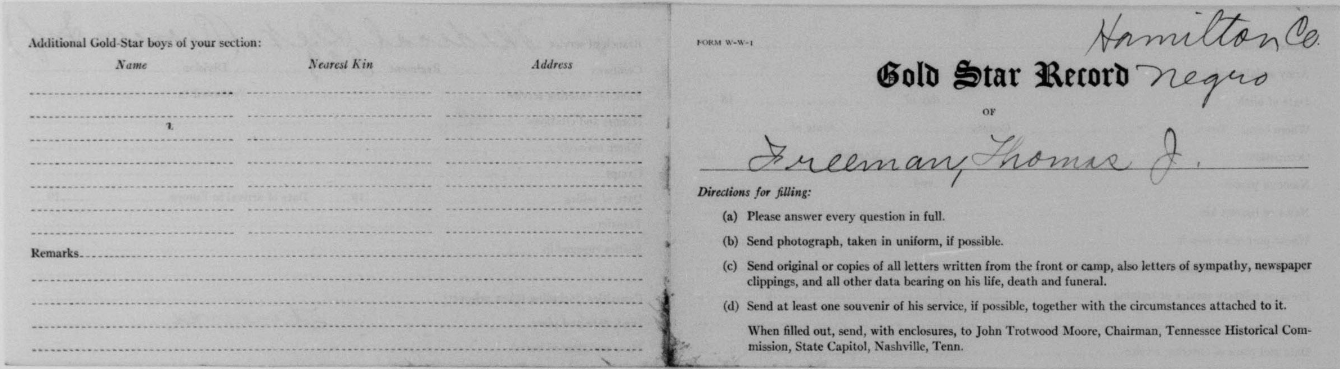 Additional Gold-Star boys of your section:
Name Nearest Kin Address
Remarks
FORM W-W-1
Hamilton Co.
Gold Star Record Negro
OF
Freeman, Thomas J.
Directions for filling:
(a) Please answer every question in full.
(b) Send photograph, taken in uniform, if possible.
(c) Send original or copies of all letters written from the front or camp, also letters of sympathy, newspaper
clippings, and all other data bearing on his life, death and funeral.
(d) Send at least one souvenir of his service, if possible, together with the circumstances attached to it.
When filled out, send, with enclosures, to John Trotwood Moore, Chairman, Tennessee Historical Com-
mission, State Capitol, Nashville, Tenn.